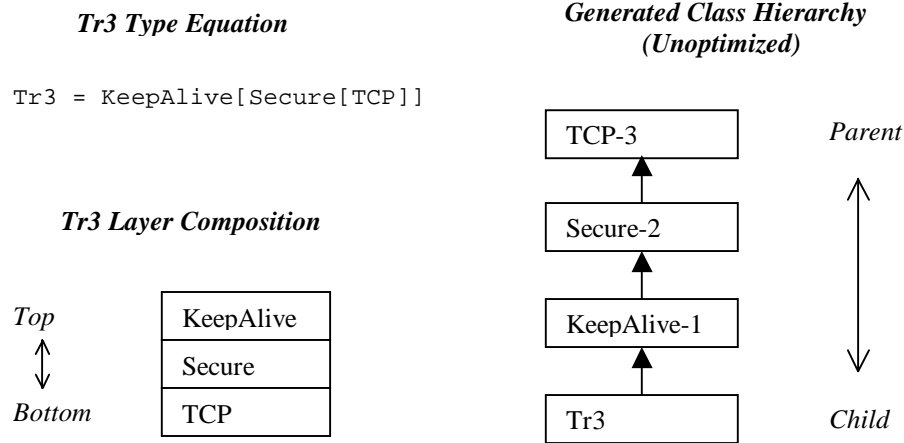 Tr3 Type Equation
Tr3 = KeepAlive[Secure[TCP]]
Tr3 Layer Composition
Top
Bottom
KeepAlive
Secure
TCP
Generated Class Hierarchy
(Unoptimized)
TCP-3
Secure-2
KeepAlive-1
Tr3
Parent
Child